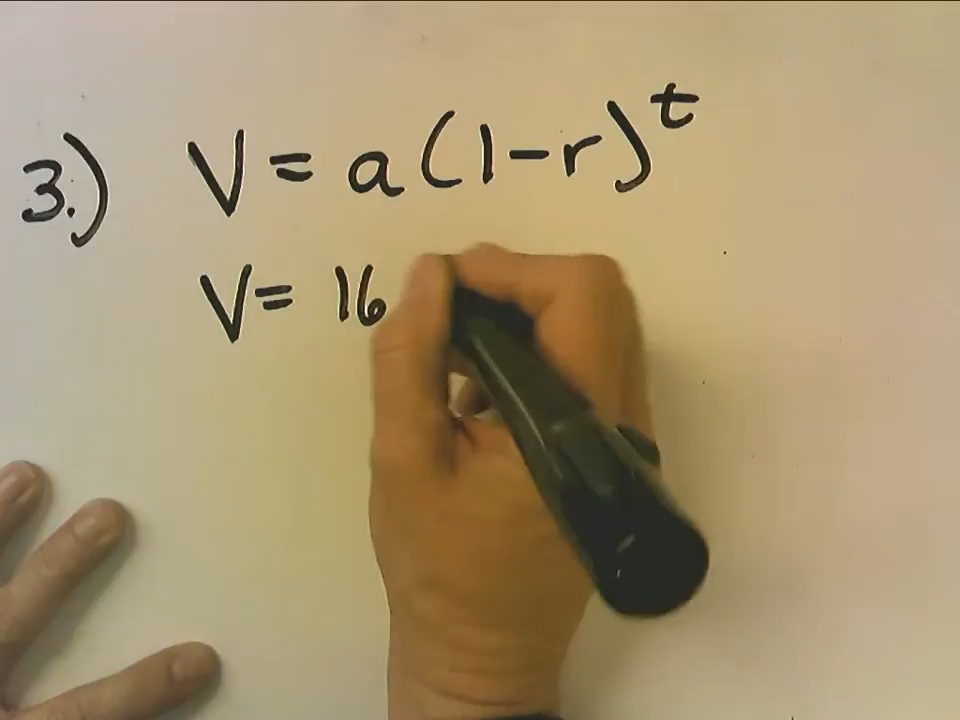 3.) V = a(1-r)^t
V = 16